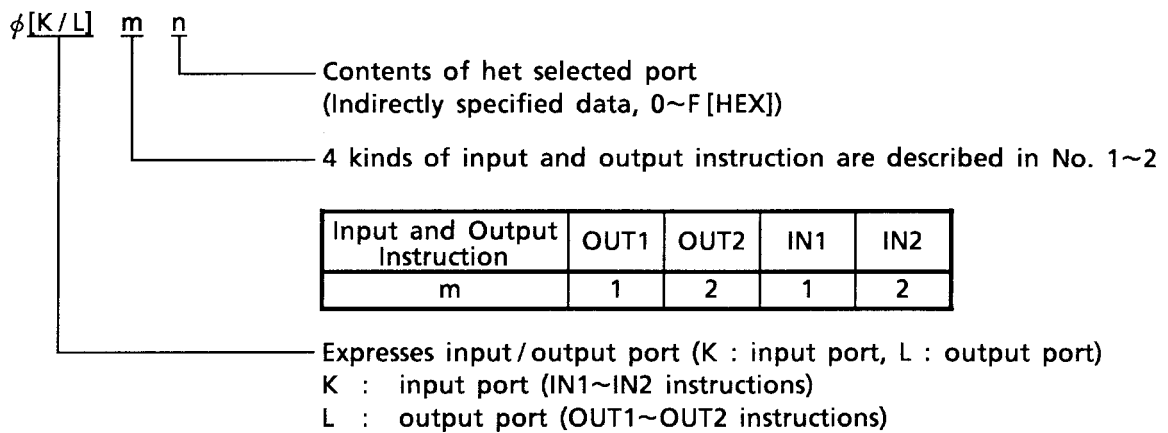 ϕ[K/L] m n
Contents of het selected port
(Indirectly specified data, 0~F [HEX])
4 kinds of input and output instruction are described in No. 1~2
Input and Output Instruction OUT1 OUT2 IN1 IN2
m 1 2 1 2
Expresses input/output port (K : input port, L : output port)
K : input port (IN1~IN2 instructions)
L : output port (OUT1~OUT2 instructions)